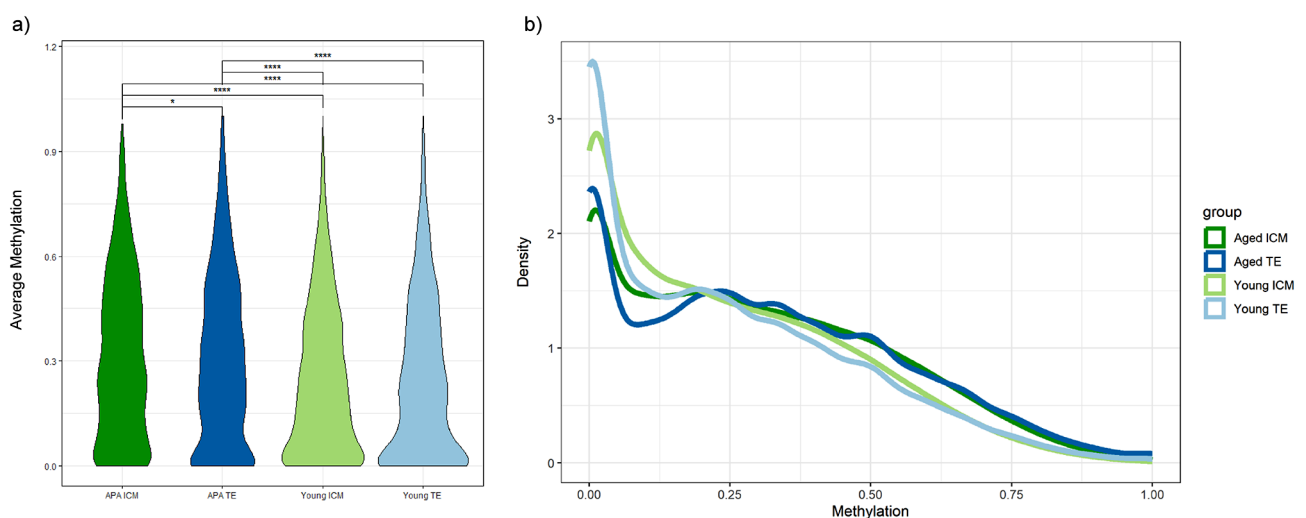 a)
Average Methylation
1.2
0.9
0.6
0.3
0.0
****
****
****
****
*
APA ICM
APA TE
Young ICM
Young TE
b)
Density
3
2
1
0
0.00
0.25
0.50
0.75
1.00
Methylation
group
Aged ICM
Aged TE
Young ICM
Young TE